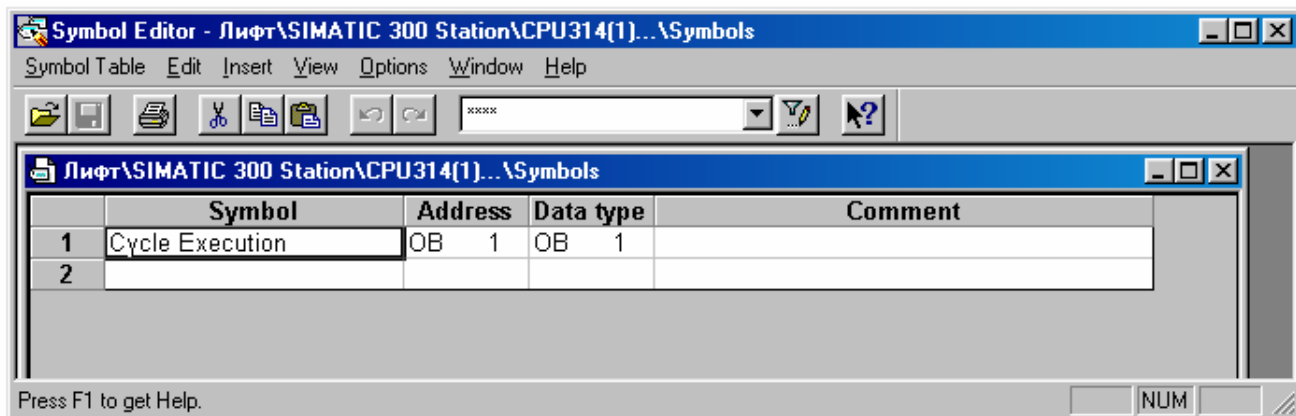 Symbol Editor - Лифт\SIMATIC 300 Station\CPU314(1)...\Symbols
Symbol Table Edit Insert View Options Window Help
****
Лифт\SIMATIC 300 Station\CPU314(1)...\Symbols
Symbol Address Data type Comment
1 Cycle Execution OB 1 OB 1
2
Press F1 to get Help. NUM